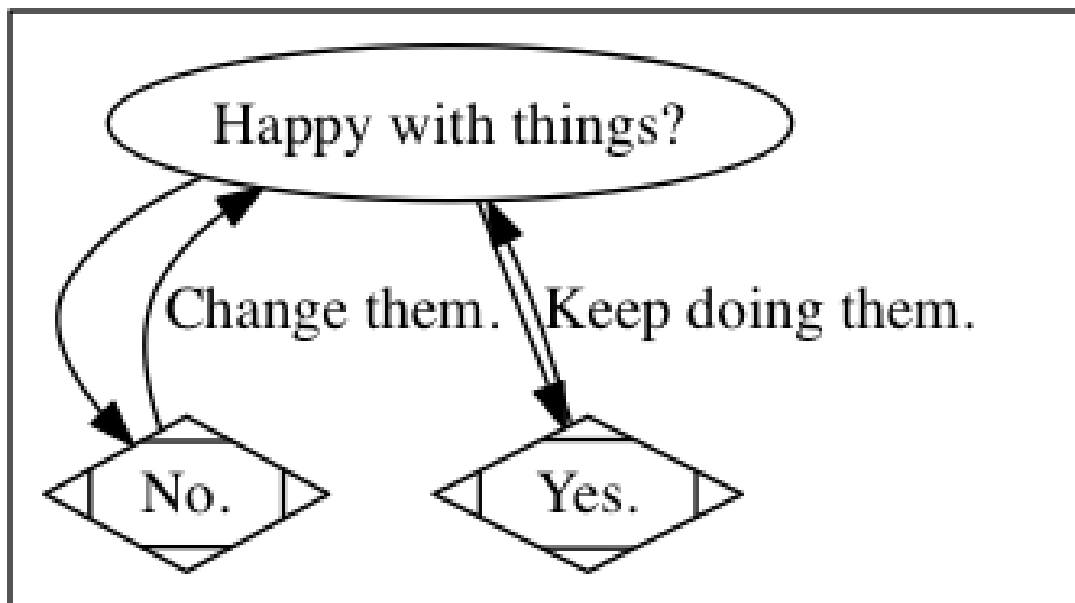 Happy with things?
Change them.
Keep doing them.
No.
Yes.